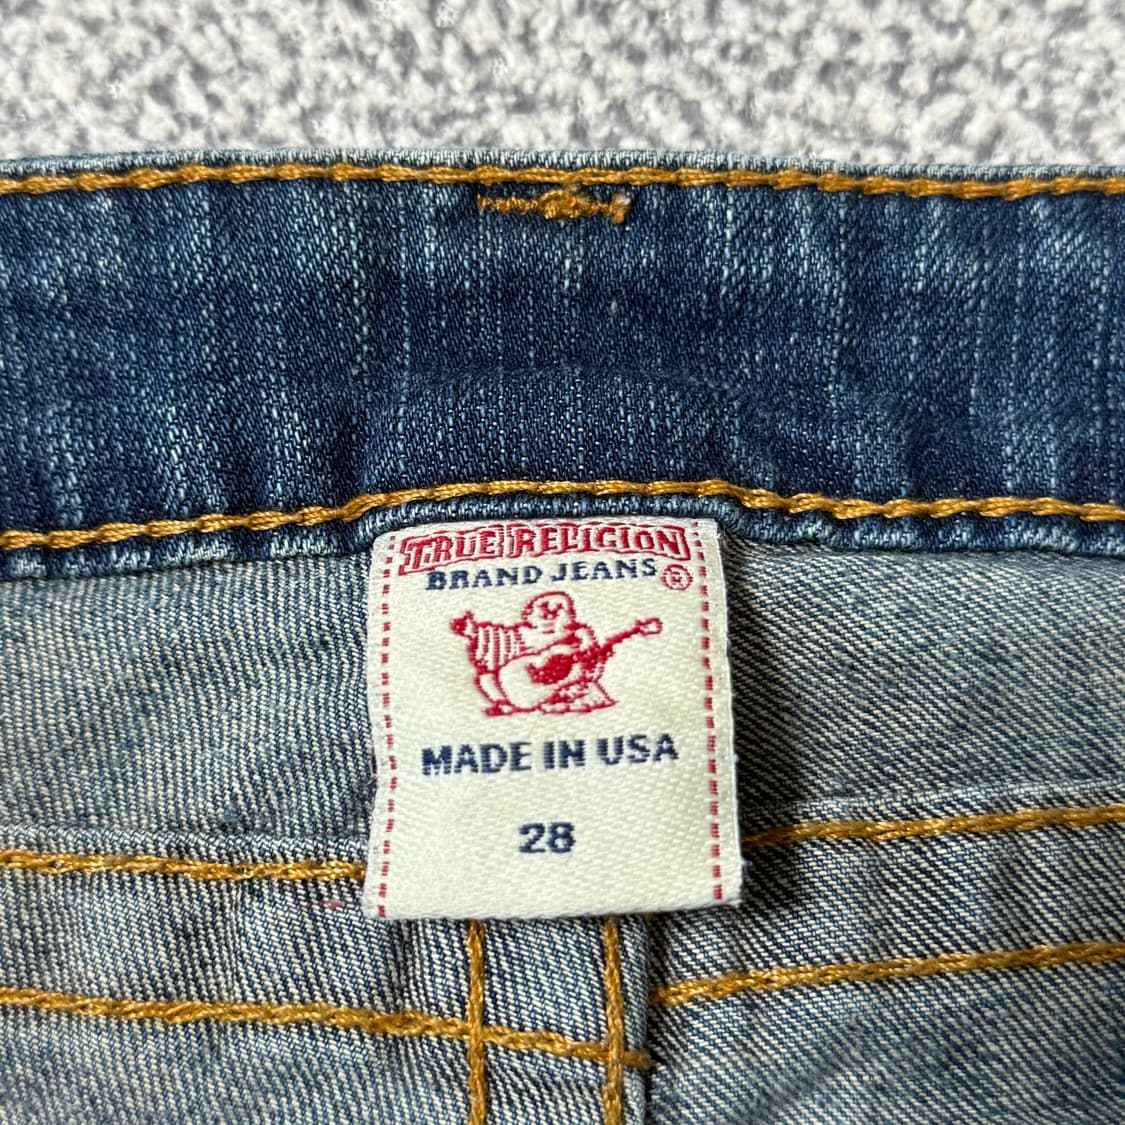 TRUE RELIGION
BRAND JEANS ®
MADE IN USA
28